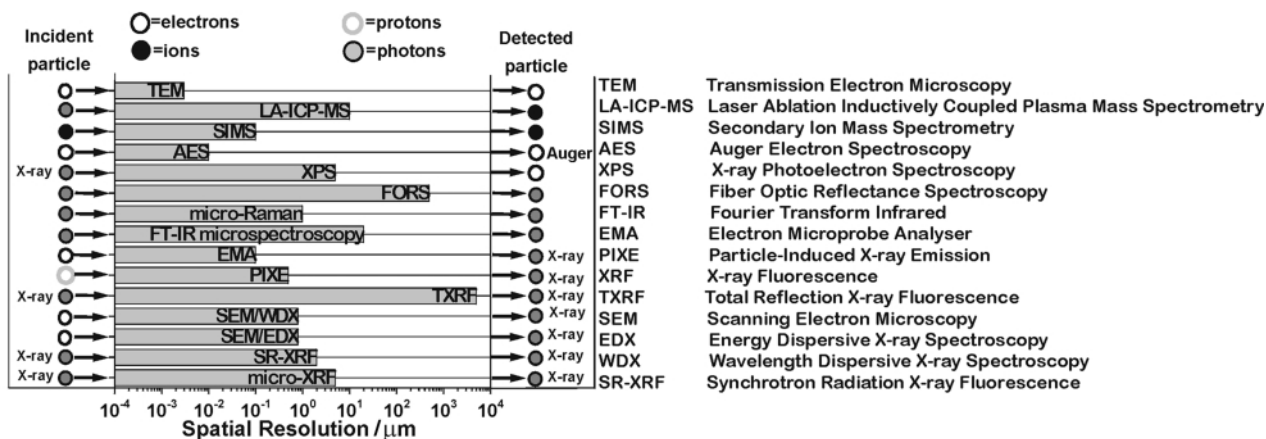 =electrons =protons
=ions =photons
Incident
particle
Detected
particle
TEM
LA-ICP-MS
SIMS
AES Auger
X-ray XPS
FORS
micro-Raman
FT-IR microspectroscopy
EMA X-ray
PIXE X-ray
X-ray TXRF X-ray
SEM/WDX X-ray
SEM/EDX X-ray
X-ray SR-XRF X-ray
X-ray micro-XRF X-ray
10⁻⁴ 10⁻³ 10⁻² 10⁻¹ 10⁰ 10¹ 10² 10³ 10⁴
Spatial Resolution /μm
TEM Transmission Electron Microscopy
LA-ICP-MS Laser Ablation Inductively Coupled Plasma Mass Spectrometry
SIMS Secondary Ion Mass Spectrometry
AES Auger Electron Spectroscopy
XPS X-ray Photoelectron Spectroscopy
FORS Fiber Optic Reflectance Spectroscopy
FT-IR Fourier Transform Infrared
EMA Electron Microprobe Analyser
PIXE Particle-Induced X-ray Emission
XRF X-ray Fluorescence
TXRF Total Reflection X-ray Fluorescence
SEM Scanning Electron Microscopy
EDX Energy Dispersive X-ray Spectroscopy
WDX Wavelength Dispersive X-ray Spectroscopy
SR-XRF Synchrotron Radiation X-ray Fluorescence